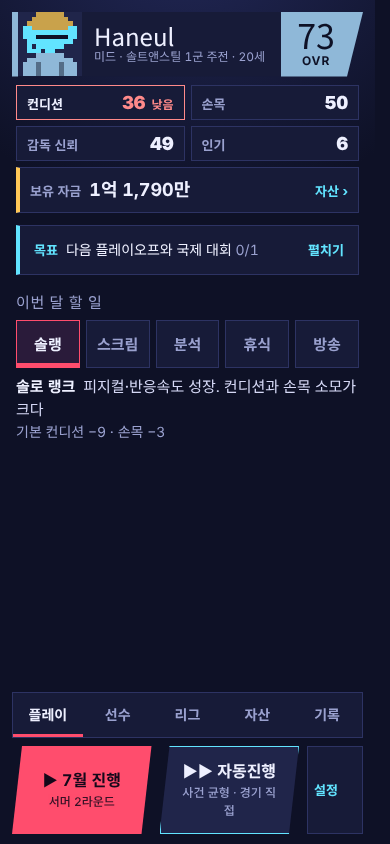 Haneul
미드 · 솔트앤스틸 1군 주전 · 20세
73
OVR
컨디션 36 낮음
손목 50
감독 신뢰 49
인기 6
보유 자금 1억 1,790만 자산 ›
목표 다음 플레이오프와 국제 대회 0/1 펼치기
이번 달 할 일
솔랭 스크림 분석 휴식 방송
솔로 랭크 피지컬·반응속도 성장. 컨디션과 손목 소모가
크다
기본 컨디션 −9 · 손목 −3
플레이 선수 리그 자산 기록
▶ 7월 진행
서머 2라운드
▶▶ 자동진행
사건 균형 · 경기 직
접
설정